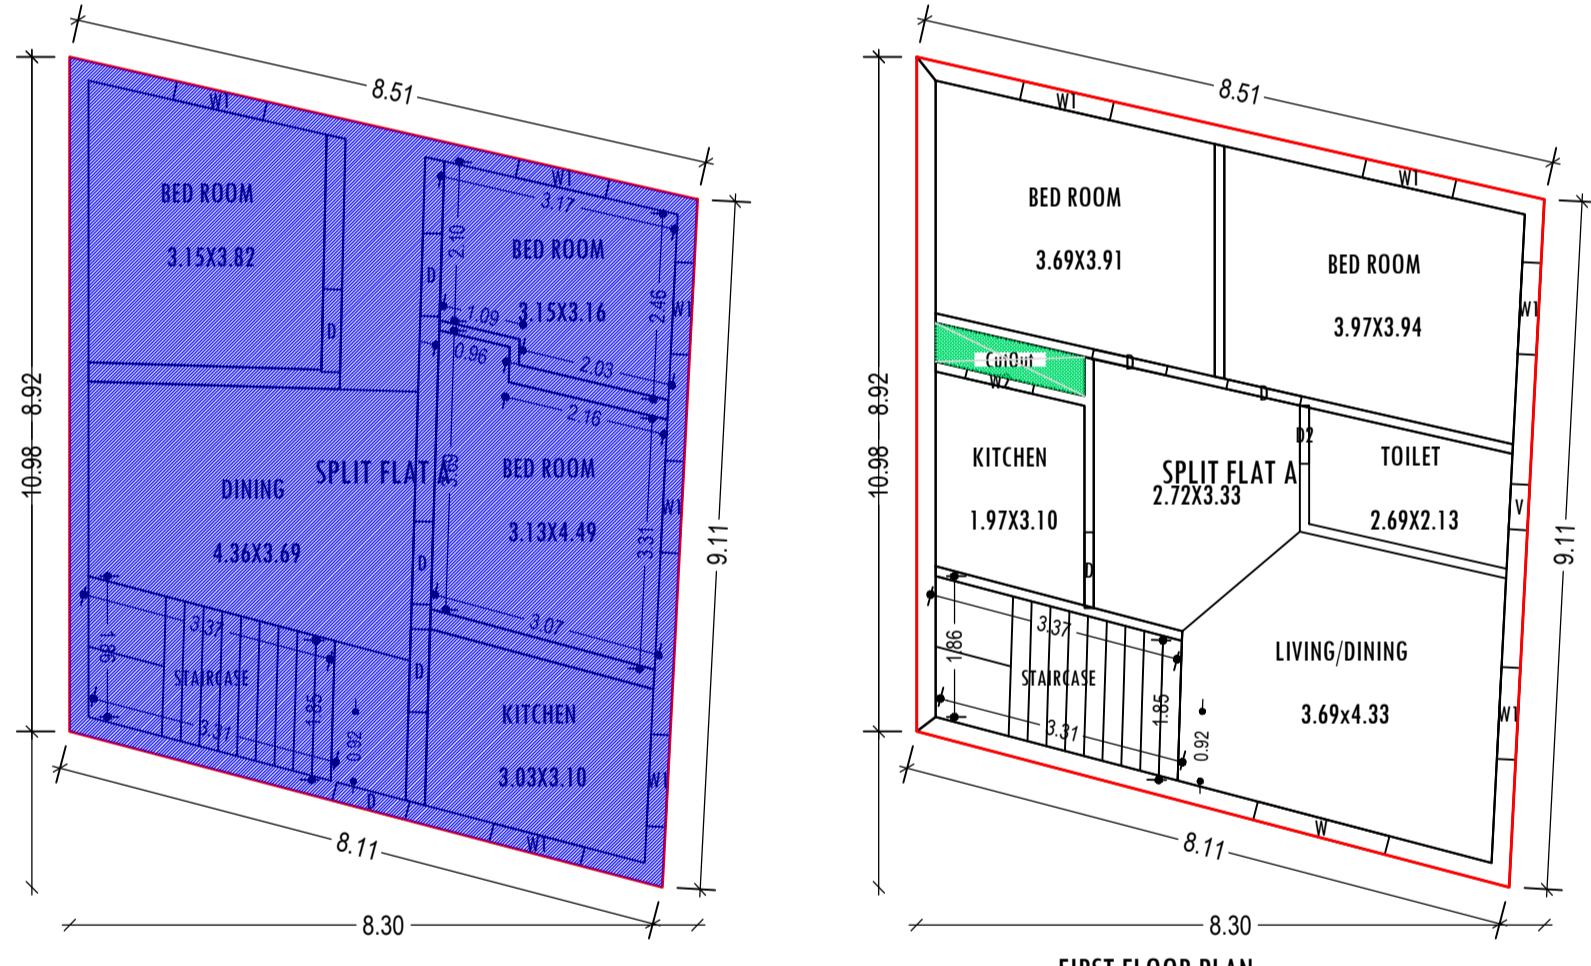 8.51
W1
BED ROOM
3.15X3.82
W1
3.17
2.10
BED ROOM
3.15X3.16
D
2.46
W1
D
1.09
0.96
2.03
2.16
8.92
10.98
DINING
SPLIT FLAT A
3.69
4.36X3.69
BED ROOM
3.13X4.49
W1
3.31
D
9.11
3.37
1.86
STAIRCASE
3.31
1.85
0.92
3.07
D
KITCHEN
3.03X3.10
W1
D
W1
8.11
8.30
8.51
W1
W1
BED ROOM
3.69X3.91
BED ROOM
3.97X3.94
W1
CutOut
W2
D
D
8.92
10.98
KITCHEN
1.97X3.10
SPLIT FLAT A
2.72X3.33
D2
TOILET
2.69X2.13
V
D
9.11
3.37
1.86
STAIRCASE
3.31
1.85
0.92
LIVING/DINING
3.69x4.33
W1
W
8.11
8.30
FIRST FLOOR PLAN